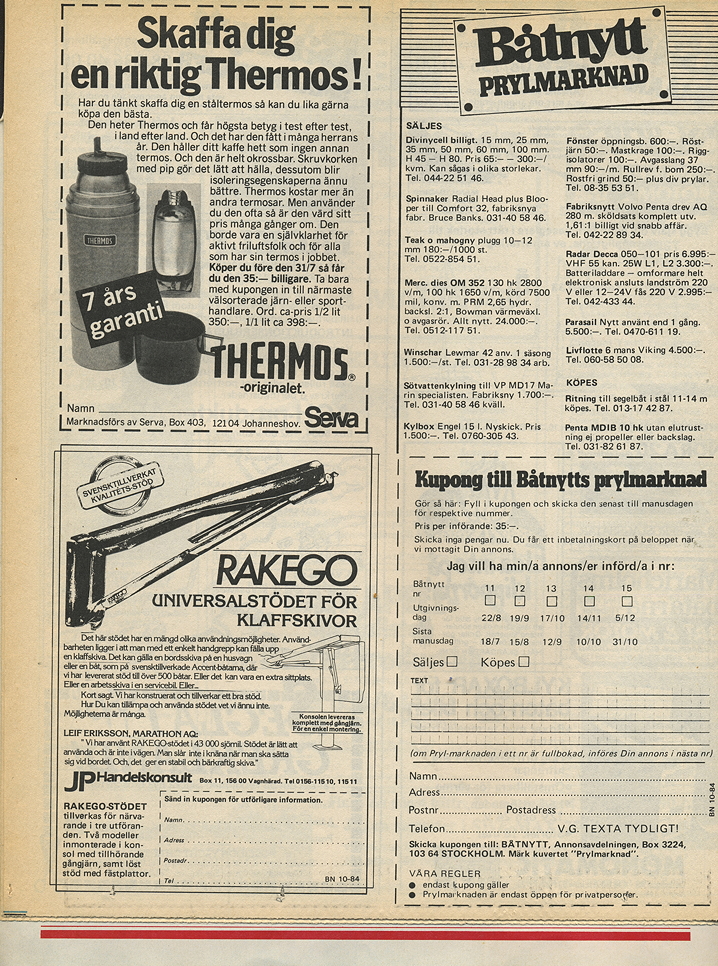 Skaffa dig
en riktig Thermos!
Har du tänkt skaffa dig en ståltermos så kan du lika gärna
köpa den bästa.
Den heter Thermos och får högsta betyg i test efter test,
i land efter land. Och det har den fått i många herrans
år. Den håller ditt kaffe hett som ingen annan
termos. Och den är helt okrossbar. Skruvkorken
med pip gör det lätt att hälla, dessutom blir
isoleringsegenskaperna ännu
bättre. Thermos kostar mer än
andra termosar. Men använder
du den ofta så är den värd sitt
pris många gånger om. Den
borde vara en självklarhet för
aktivt friluftsfolk och för alla
som har sin termos i jobbet.
Köper du före den 31/7 så får
du den 35:— billigare. Ta bara
med kupongen in till närmaste
välsorterade järn- eller sport-
handlare. Ord. ca-pris 1/2 lit
350:—, 1/1 lit ca 398:—.
THERMOS
7 års
garanti
THERMOS®
-originalet.
Namn
Marknadsförs av Serva, Box 403, 121 04 Johanneshov. Serva
SVENSKTILLVERKAT
KVALITETS-STÖD
RAKEGO
UNIVERSALSTÖDET FÖR
KLAFFSKIVOR
Det här stödet har en mängd olika användningsmöjligheter. Använd-
barheten ligger i att man med ett enkelt handgrepp kan fälla upp
en klaffskiva. Det kan gälla en bordsskiva på en husvagn
eller en båt, som på svensktillverkade Accent-båtarna, där
vi har levererat stöd till över 500 båtar. Eller det kan vara en extra sittplats.
Eller en arbetsskiva i en servicebil. Eller...
Kort sagt. Vi har konstruerat och tillverkar ett bra stöd.
Hur Du kan tillämpa och använda stödet vet vi ännu inte.
Möjligheterna är många.
Konsolen levereras
komplett med gångjärn.
För en enkel montering.
LEIF ERIKSSON, MARATHON AQ:
"Vi har använt RAKEGO-stödet i 43 000 sjömil. Stödet är lätt att
använda och är inte i vägen. Man slår inte i knäna när man ska sätta
sig vid bordet. Och, det ger en stabil och bärkraftig skiva."
JP Handelskonsult Box 11, 156 00 Vagnhärad. Tel 0156-115 10, 115 11
RAKEGO-STÖDET
tillverkas för närva-
rande i tre utföran-
den. Två modeller
inmonterade i kon-
sol med tillhörande
gångjärn, samt löst
stöd med fästplattor.
Sänd in kupongen för utförligare information.
Namn
Adress
Postadr
Tel
BN 10-84
Båtnytt
PRYLMARKNAD
SÄLJES
Divinycell billigt. 15 mm, 25 mm,
35 mm, 50 mm, 60 mm, 100 mm.
H 45 — H 80. Pris 65:— – 300:—/
kvm. Kan sågas i olika storlekar.
Tel. 044-22 51 46.
Spinnaker Radial Head plus Bloo-
per till Comfort 32, fabriksnya
fabr. Bruce Banks. 031-40 58 46.
Teak o mahogny plugg 10—12
mm 180:—/1000 st.
Tel. 0522-854 51.
Merc. dies OM 352 130 hk 2800
v/m, 100 hk 1650 v/m, körd 7500
mil, konv. m. PRM 2,65 hydr.
backsl. 2:1, Bowman värmeväxl.
o avgasrör. Allt nytt. 24.000:—.
Tel. 0512-117 51.
Winschar Lewmar 42 anv. 1 säsong
1.500:—/st. Tel. 031-28 98 34 arb.
Sötvattenkylning till VP MD17 Ma-
rin specialisten. Fabriksny 1.700:—.
Tel. 031-40 58 46 kväll.
Kylbox Engel 15 l. Nyskick. Pris
1.500:—. Tel. 0760-305 43.
Fönster öppningsb. 600:—. Röst-
järn 50:—. Mastkrage 100:—. Rigg-
isolatorer 100:—. Avgasslang 37
mm 90:—/m. Rullrev f. bom 250:—.
Rostfri grind 50:— plus div prylar.
Tel. 08-35 53 51.
Fabriksnytt Volvo Penta drev AQ
280 m. sköldsats komplett utv.
1,61:1 billigt vid snabb affär.
Tel. 042-22 89 34.
Radar Decca 050—101 pris 6.995:—
VHF 55 kan. 25W L1, L2 3.300:—.
Batteriladdare — omformare helt
elektronisk ansluts landström 220
V eller 12—24V fås 220 V 2.995:—
Tel. 042-433 44.
Parasail Nytt använt end 1 gång.
5.500:—. Tel. 0470-611 19.
Livflotte 6 mans Viking 4.500:—.
Tel. 060-58 50 08.
KÖPES
Ritning till segelbåt i stål 11-14 m
köpes. Tel. 013-17 42 87.
Penta MDIB 10 hk utan elutrust-
ning ej propeller eller backslag.
Tel. 031-82 61 87.
Kupong till Båtnytts prylmarknad
Gör så här: Fyll i kupongen och skicka den senast till manusdagen
för respektive nummer.
Pris per införande: 35:—.
Skicka inga pengar nu. Du får ett inbetalningskort på beloppet när
vi mottagit Din annons.
Jag vill ha min/a annons/er införd/a i nr:
Båtnytt nr 11 12 13 14 15
Utgivnings-
dag 22/8 19/9 17/10 14/11 5/12
Sista
manusdag 18/7 15/8 12/9 10/10 31/10
Säljes Köpes
TEXT
(om Pryl-marknaden i ett nr är fullbokad, införes Din annons i nästa nr)
Namn
Adress
Postnr Postadress
Telefon V.G. TEXTA TYDLIGT!
BN 10-84
Skicka kupongen till: BÅTNYTT, Annonsavdelningen, Box 3224,
103 64 STOCKHOLM. Märk kuvertet "Prylmarknad".
VÅRA REGLER
● endast kupong gäller
● Prylmarknaden är endast öppen för privatpersoner.